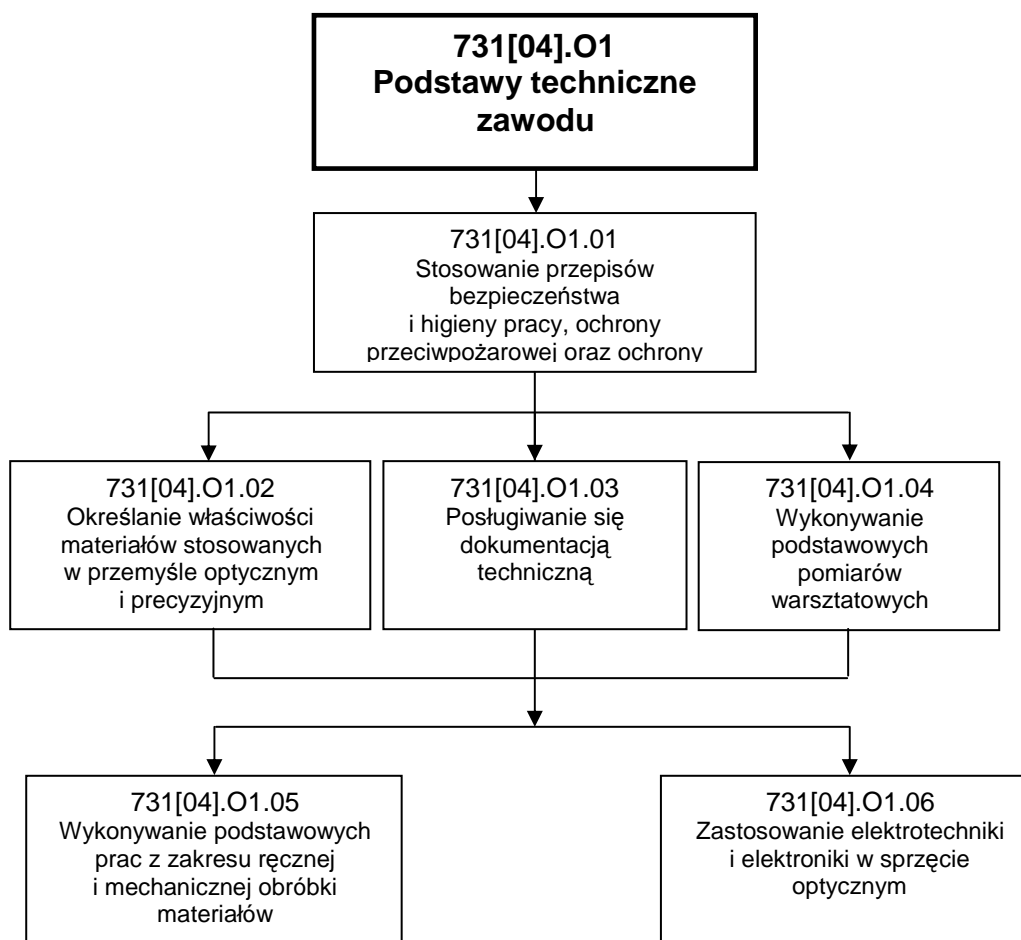 731[04].O1
Podstawy techniczne
zawodu
731[04].O1.01
Stosowanie przepisów
bezpieczeństwa
i higieny pracy, ochrony
przeciwpożarowej oraz ochrony
731[04].O1.02
Określanie właściwości
materiałów stosowanych
w przemyśle optycznym
i precyzyjnym
731[04].O1.03
Posługiwanie się
dokumentacją
techniczną
731[04].O1.04
Wykonywanie
podstawowych
pomiarów
warsztatowych
731[04].O1.05
Wykonywanie podstawowych
prac z zakresu ręcznej
i mechanicznej obróbki
materiałów
731[04].O1.06
Zastosowanie elektrotechniki
i elektroniki w sprzęcie
optycznym